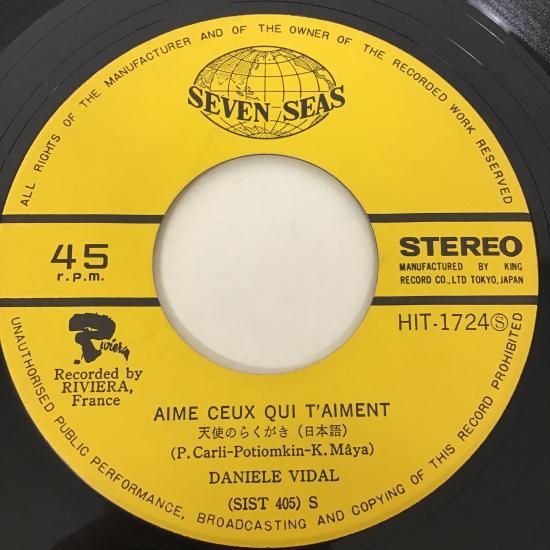 ALL RIGHTS OF THE MANUFACTURER AND OF THE OWNER OF THE RECORDED WORK RESERVED
SEVEN SEAS
45
r.p.m.
STEREO
MANUFACTURED BY KING
RECORD CO., LTD TOKYO, JAPAN
HIT-1724Ⓢ
Riviera
Recorded by
RIVIERA,
France
AIME CEUX QUI T'AIMENT
天使のらくがき (日本語)
(P. Carli-Potiomkin-K. Mâya)
DANIELE VIDAL
(SIST 405) S
UNAUTHORISED PUBLIC PERFORMANCE, BROADCASTING AND COPYING OF THIS RECORD PROHIBITED